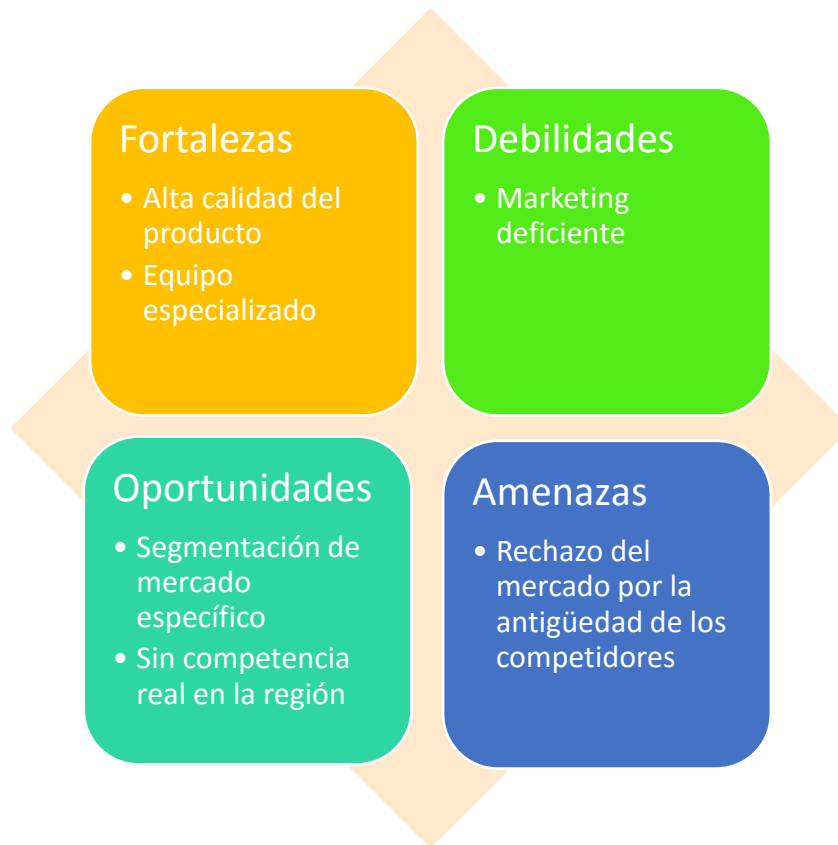 Fortalezas
• Alta calidad del
producto
• Equipo
especializado
Debilidades
• Marketing
deficiente
Oportunidades
• Segmentación de
mercado
específico
• Sin competencia
real en la región
Amenazas
• Rechazo del
mercado por la
antigüedad de los
competidores